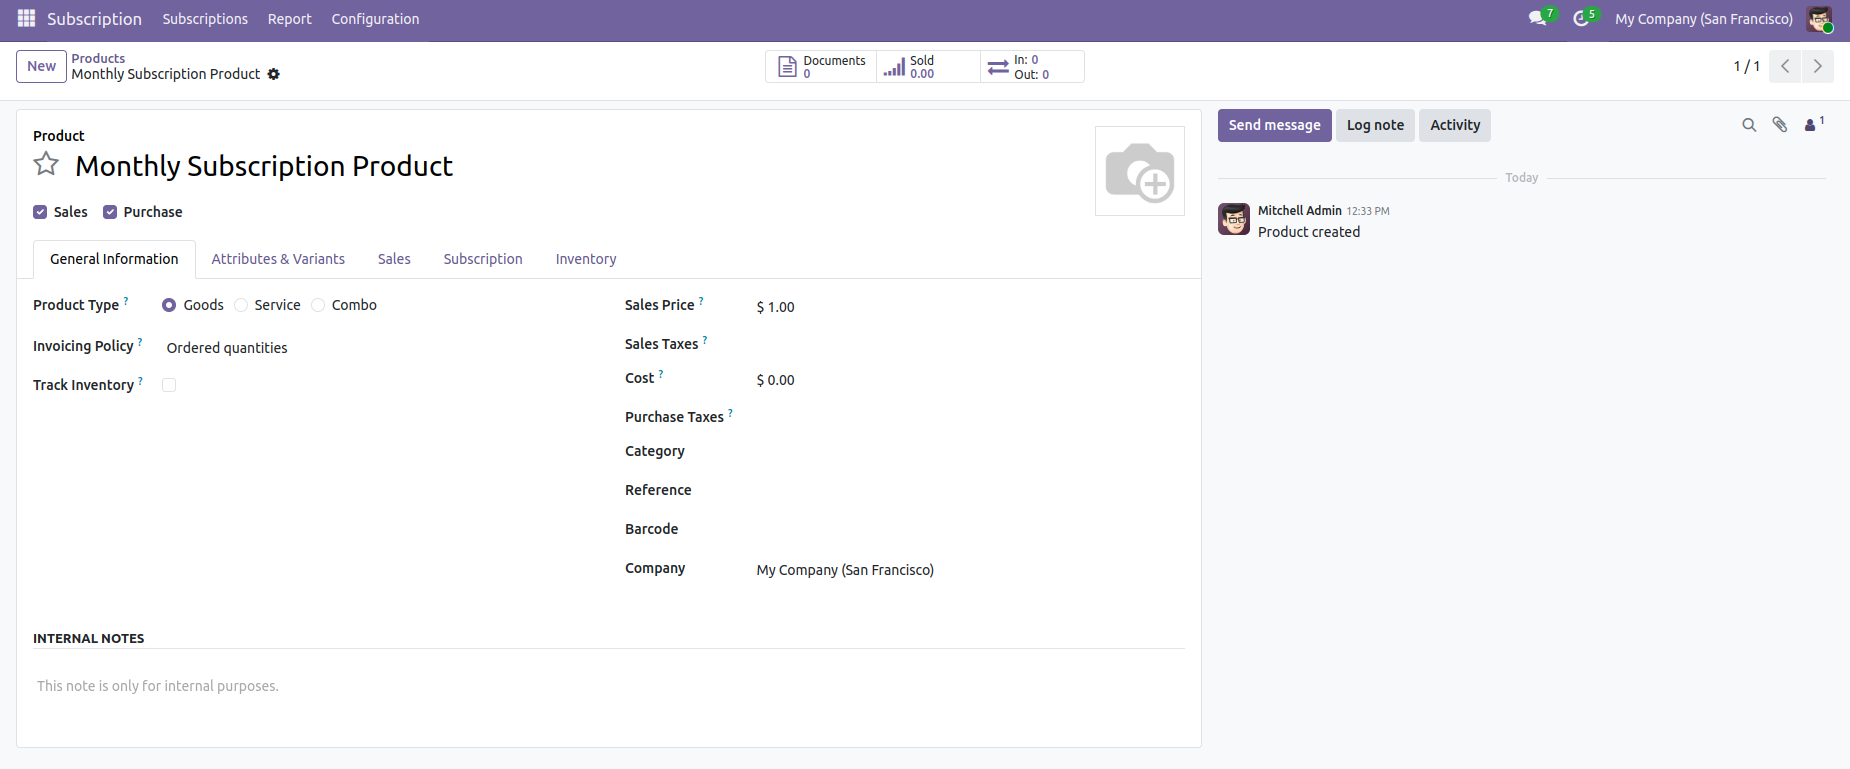 Subscription Subscriptions Report Configuration 7 5 My Company (San Francisco)
New Products
Monthly Subscription Product
Documents 0
Sold 0.00
In: 0
Out: 0
1 / 1
Product
Monthly Subscription Product
Sales Purchase
General Information Attributes & Variants Sales Subscription Inventory
Product Type ? Goods Service Combo
Invoicing Policy ? Ordered quantities
Track Inventory ?
Sales Price ? $ 1.00
Sales Taxes ?
Cost ? $ 0.00
Purchase Taxes ?
Category
Reference
Barcode
Company My Company (San Francisco)
INTERNAL NOTES
This note is only for internal purposes.
Send message Log note Activity 1
Today
Mitchell Admin 12:33 PM
Product created